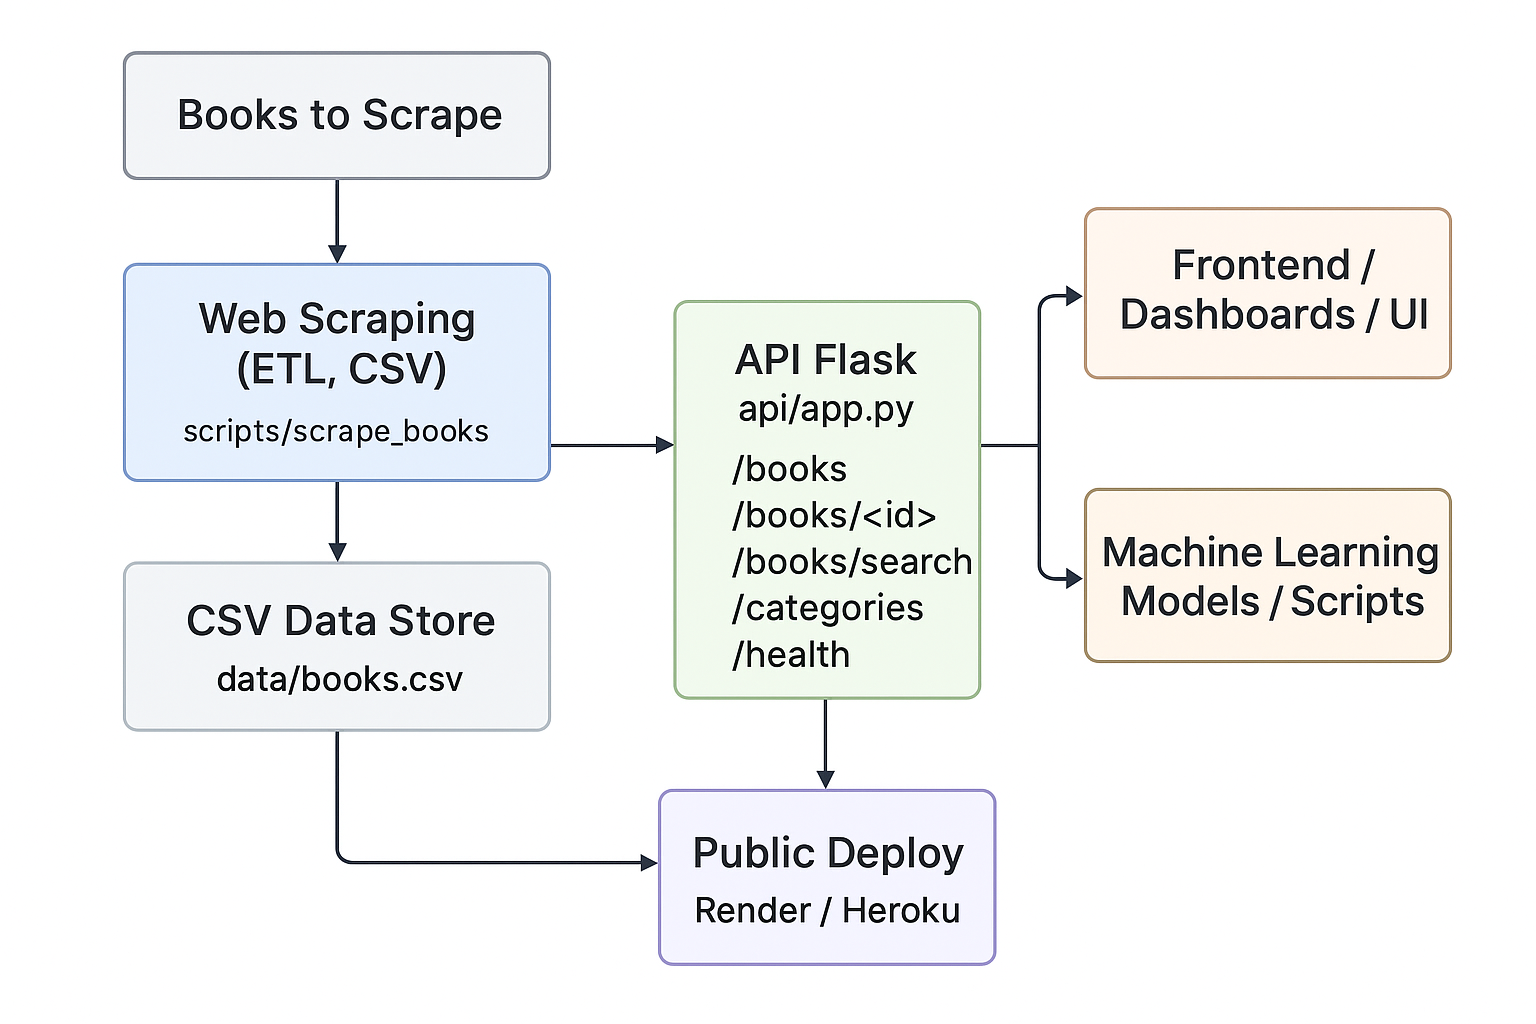 Books to Scrape
Web Scraping
(ETL, CSV)
scripts/scrape_books
CSV Data Store
data/books.csv
API Flask
api/app.py
/books
/books/<id>
/books/search
/categories
/health
Public Deploy
Render / Heroku
Frontend /
Dashboards / UI
Machine Learning
Models / Scripts